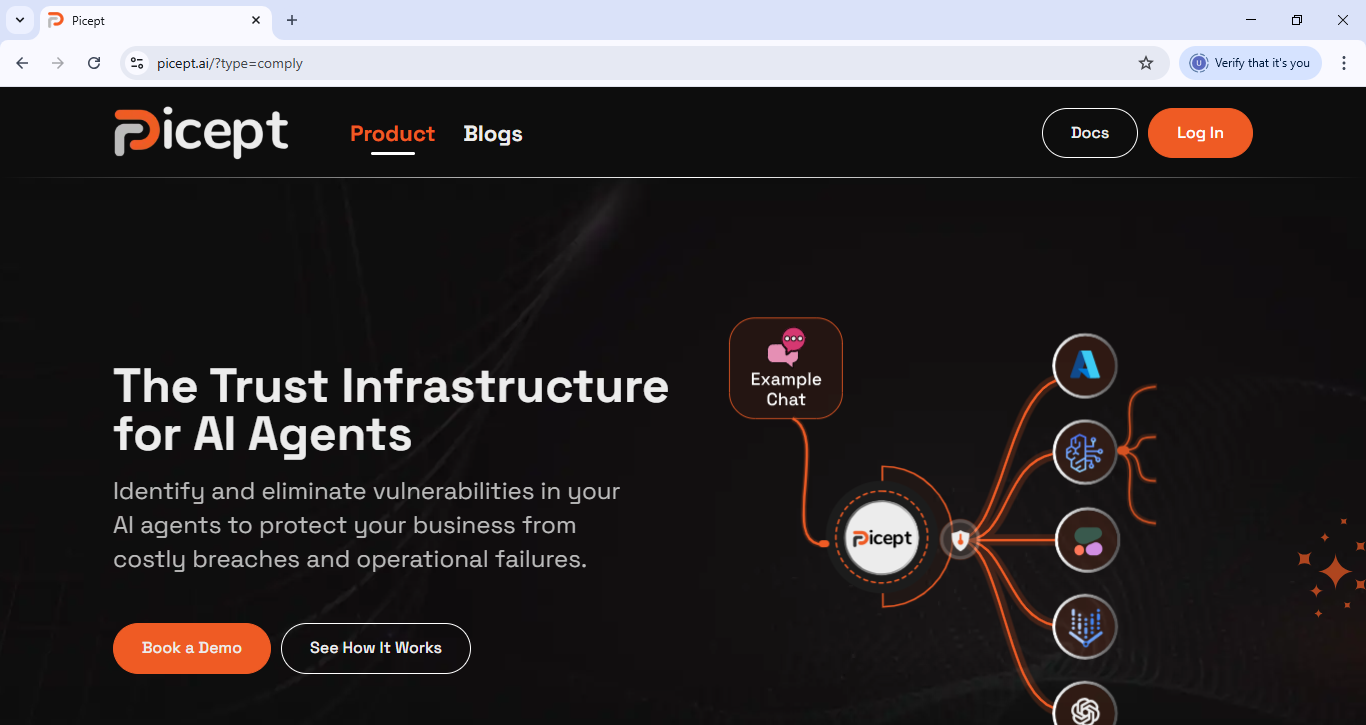 Picept
picept.ai/?type=comply
Verify that it's you
Picept
Product
Blogs
Docs
Log In
Example
Chat
The Trust Infrastructure
for AI Agents
Identify and eliminate vulnerabilities in your
AI agents to protect your business from
costly breaches and operational failures.
Picept
Book a Demo
See How It Works